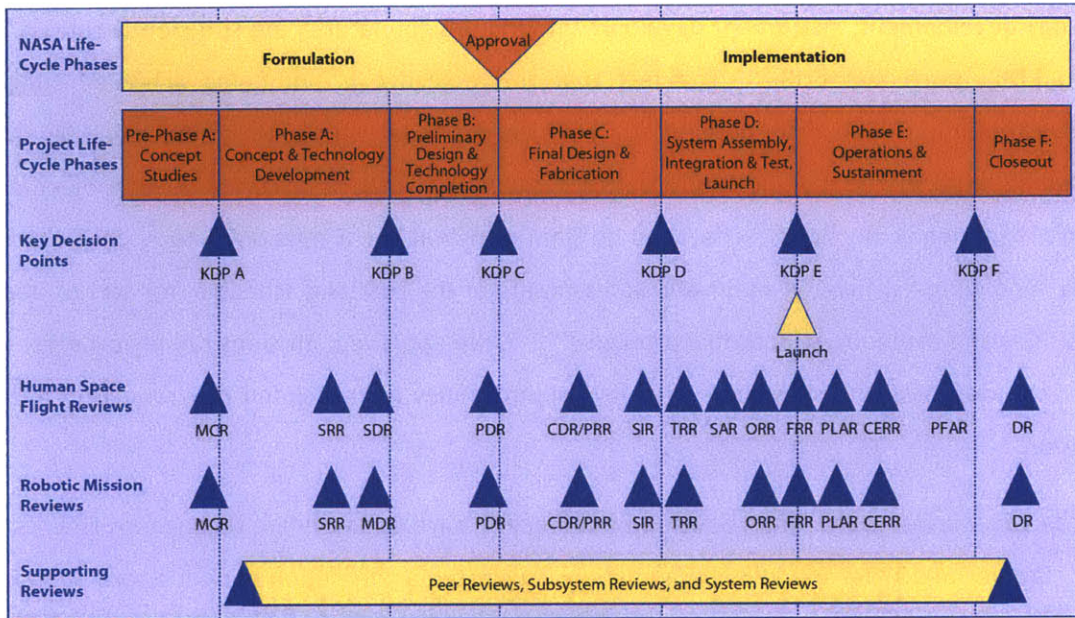 NASA Life-
Cycle Phases
Formulation
Approval
Implementation
Project Life-
Cycle Phases
Pre-Phase A:
Concept
Studies
Phase A:
Concept & Technology
Development
Phase B:
Preliminary
Design &
Technology
Completion
Phase C:
Final Design &
Fabrication
Phase D:
System Assembly,
Integration & Test,
Launch
Phase E:
Operations &
Sustainment
Phase F:
Closeout
Key Decision
Points
KDP A
KDP B
KDP C
KDP D
KDP E
KDP F
Launch
Human Space
Flight Reviews
MCR
SRR
SDR
PDR
CDR/PRR
SIR
TRR
SAR
ORR
FRR
PLAR
CERR
PFAR
DR
Robotic Mission
Reviews
MCR
SRR
MDR
PDR
CDR/PRR
SIR
TRR
ORR
FRR
PLAR
CERR
DR
Supporting
Reviews
Peer Reviews, Subsystem Reviews, and System Reviews